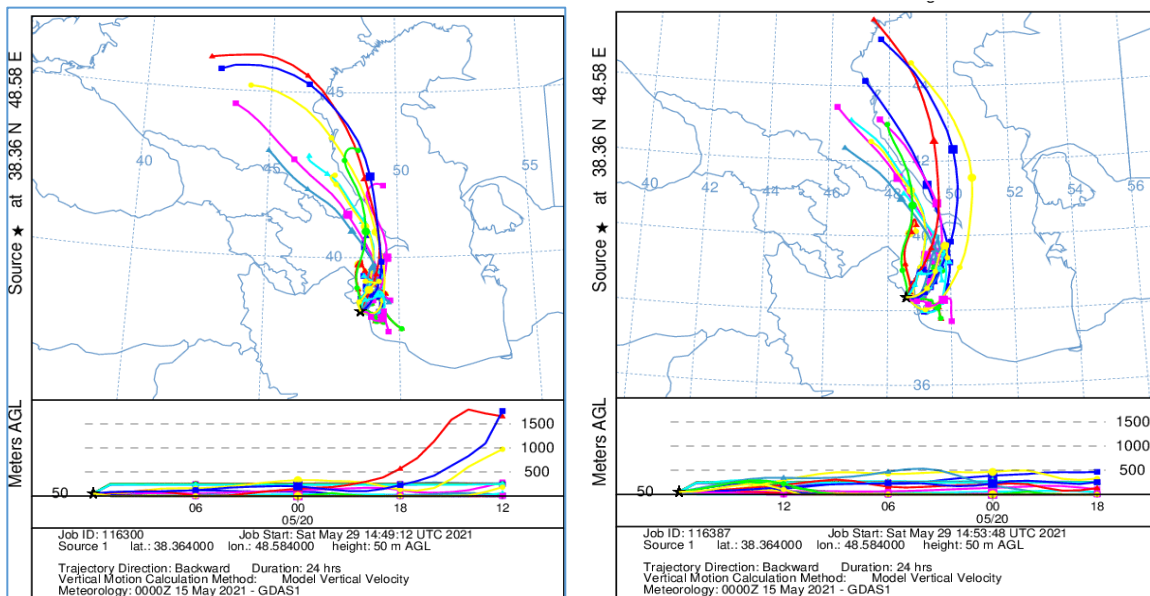 Source ★ at 38.36 N 48.58 E
45
40
45
50
55
40
Meters AGL
1500
1000
500
50
06
00
18
12
05/20
Job ID: 116300 Job Start: Sat May 29 14:49:12 UTC 2021
Source 1 lat.: 38.364000 lon.: 48.584000 height: 50 m AGL
Trajectory Direction: Backward Duration: 24 hrs
Vertical Motion Calculation Method: Model Vertical Velocity
Meteorology: 0000Z 15 May 2021 - GDAS1
Source ★ at 38.36 N 48.58 E
42
40
42
44
46
48
50
52
54
56
40
36
Meters AGL
1500
1000
500
50
12
06
00
18
05/20
Job ID: 116387 Job Start: Sat May 29 14:53:48 UTC 2021
Source 1 lat.: 38.364000 lon.: 48.584000 height: 50 m AGL
Trajectory Direction: Backward Duration: 24 hrs
Vertical Motion Calculation Method: Model Vertical Velocity
Meteorology: 0000Z 15 May 2021 - GDAS1